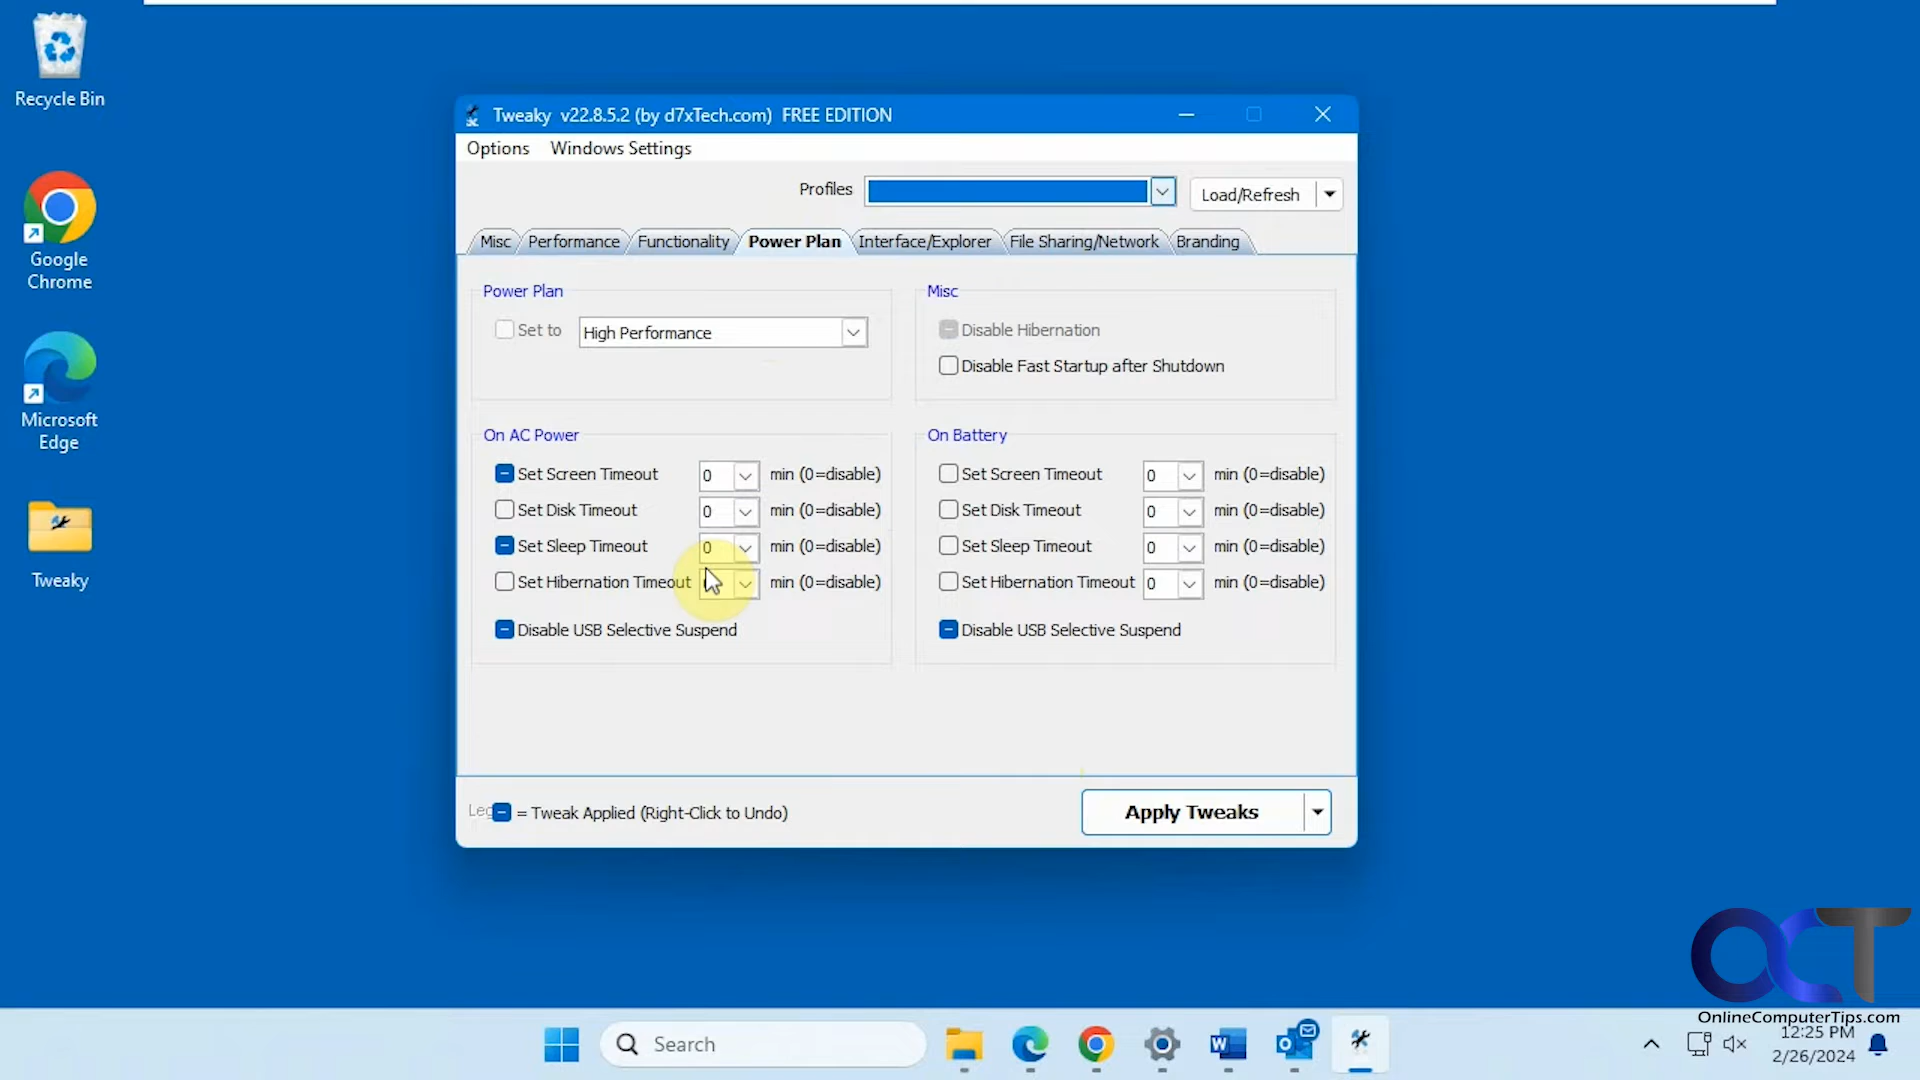 Recycle Bin
Google
Chrome
Microsoft
Edge
Tweaky
Tweaky v22.8.5.2 (by d7xTech.com) FREE EDITION
Options Windows Settings
Profiles Load/Refresh
Misc Performance Functionality Power Plan Interface/Explorer File Sharing/Network Branding
Power Plan
Set to High Performance
Misc
Disable Hibernation
Disable Fast Startup after Shutdown
On AC Power
Set Screen Timeout 0 min (0=disable)
Set Disk Timeout 0 min (0=disable)
Set Sleep Timeout 0 min (0=disable)
Set Hibernation Timeout min (0=disable)
Disable USB Selective Suspend
On Battery
Set Screen Timeout 0 min (0=disable)
Set Disk Timeout 0 min (0=disable)
Set Sleep Timeout 0 min (0=disable)
Set Hibernation Timeout 0 min (0=disable)
Disable USB Selective Suspend
= Tweak Applied (Right-Click to Undo)
Apply Tweaks
OCT
OnlineComputerTips.com
Search
12:25 PM
2/26/2024